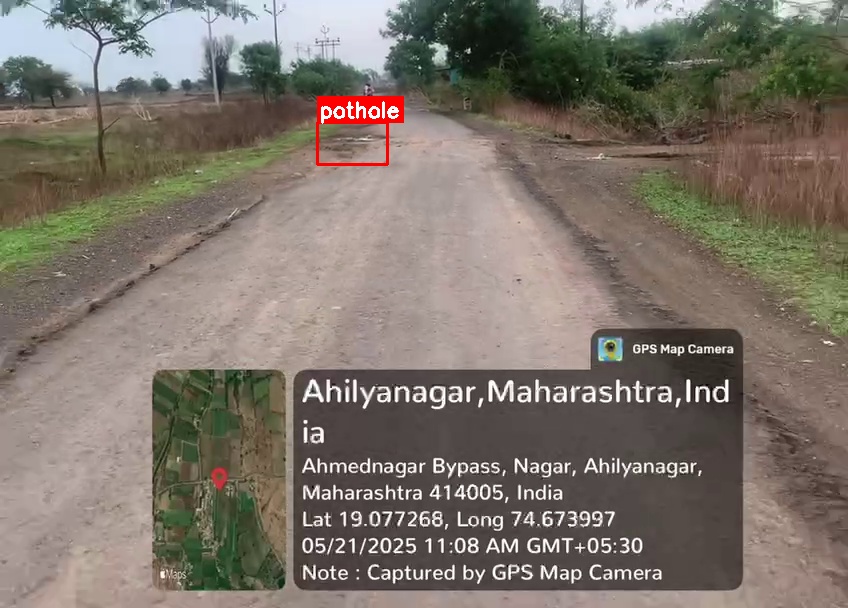 pothole
GPS Map Camera
Ahilyanagar,Maharashtra,Ind
ia
Ahmednagar Bypass, Nagar, Ahilyanagar,
Maharashtra 414005, India
Lat 19.077268, Long 74.673997
05/21/2025 11:08 AM GMT+05:30
Note : Captured by GPS Map Camera
Maps